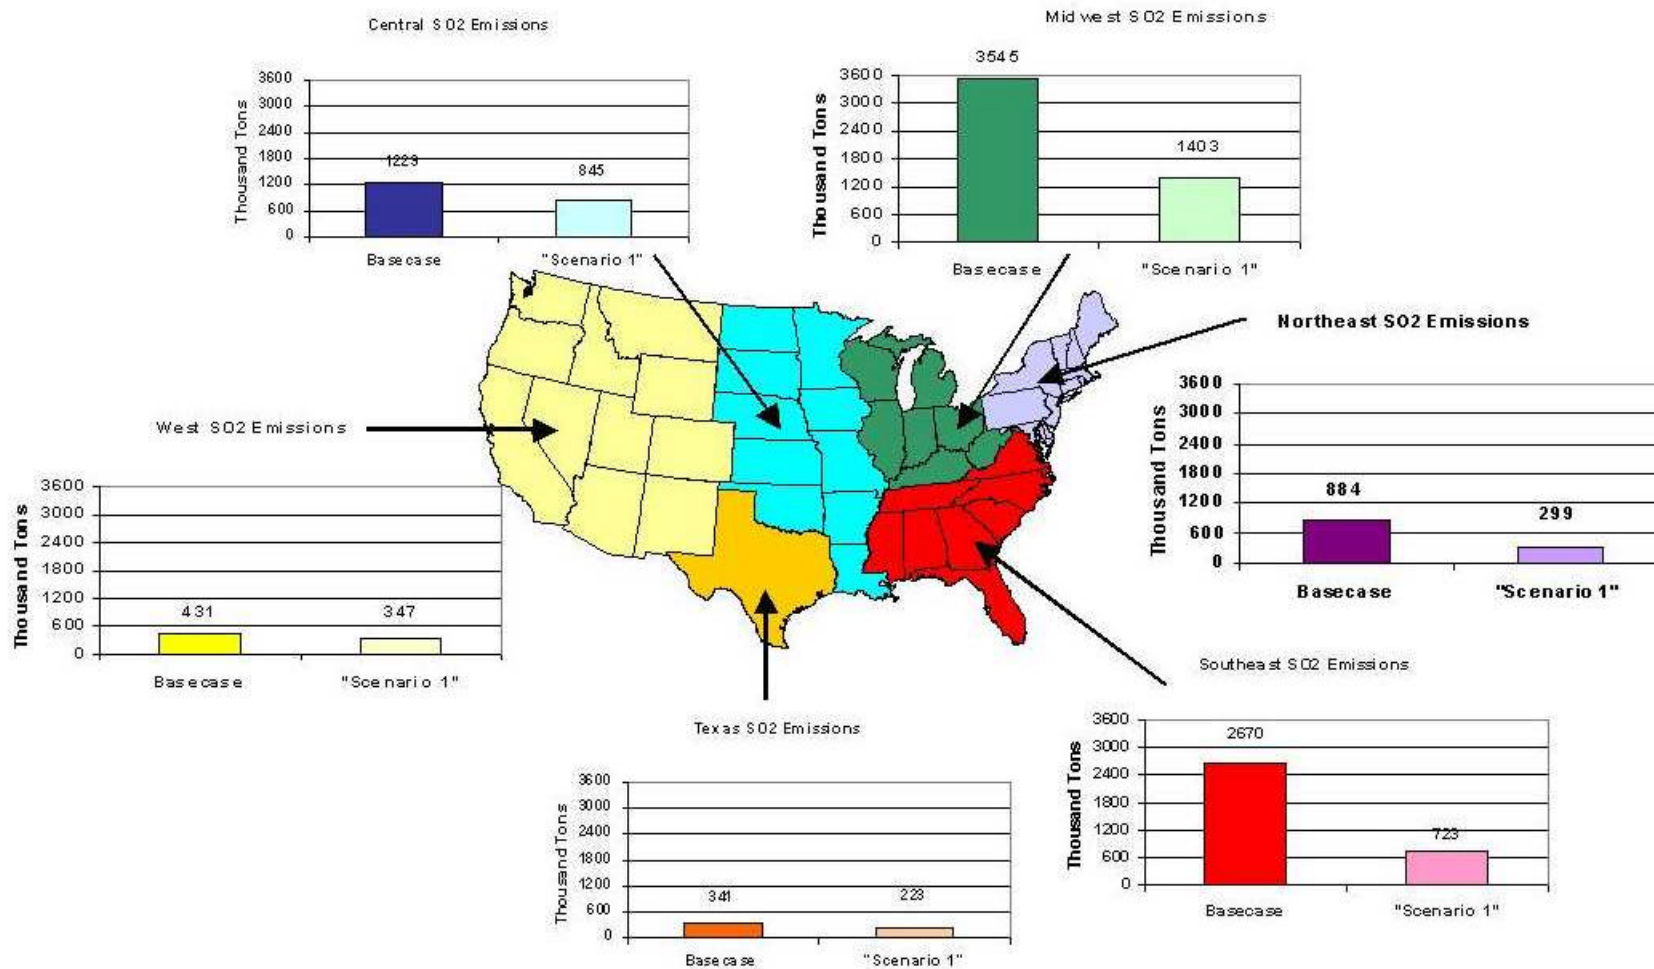 Central SO2 Emissions
3600
3000
2400
1800
1200
600
0
Thousand Tons
1229
845
Basecase
"Scenario 1"
Midwest SO2 Emissions
3600
3000
2400
1800
1200
600
0
Thousand Tons
3545
1403
Basecase
"Scenario 1"
Northeast SO2 Emissions
3600
3000
2400
1800
1200
600
0
Thousand Tons
884
299
Basecase
"Scenario 1"
West SO2 Emissions
3600
3000
2400
1800
1200
600
0
Thousand Tons
431
347
Basecase
"Scenario 1"
Texas SO2 Emissions
3600
3000
2400
1800
1200
600
0
Thousand Tons
341
223
Basecase
"Scenario 1"
Southeast SO2 Emissions
3600
3000
2400
1800
1200
600
0
Thousand Tons
2670
723
Basecase
"Scenario 1"